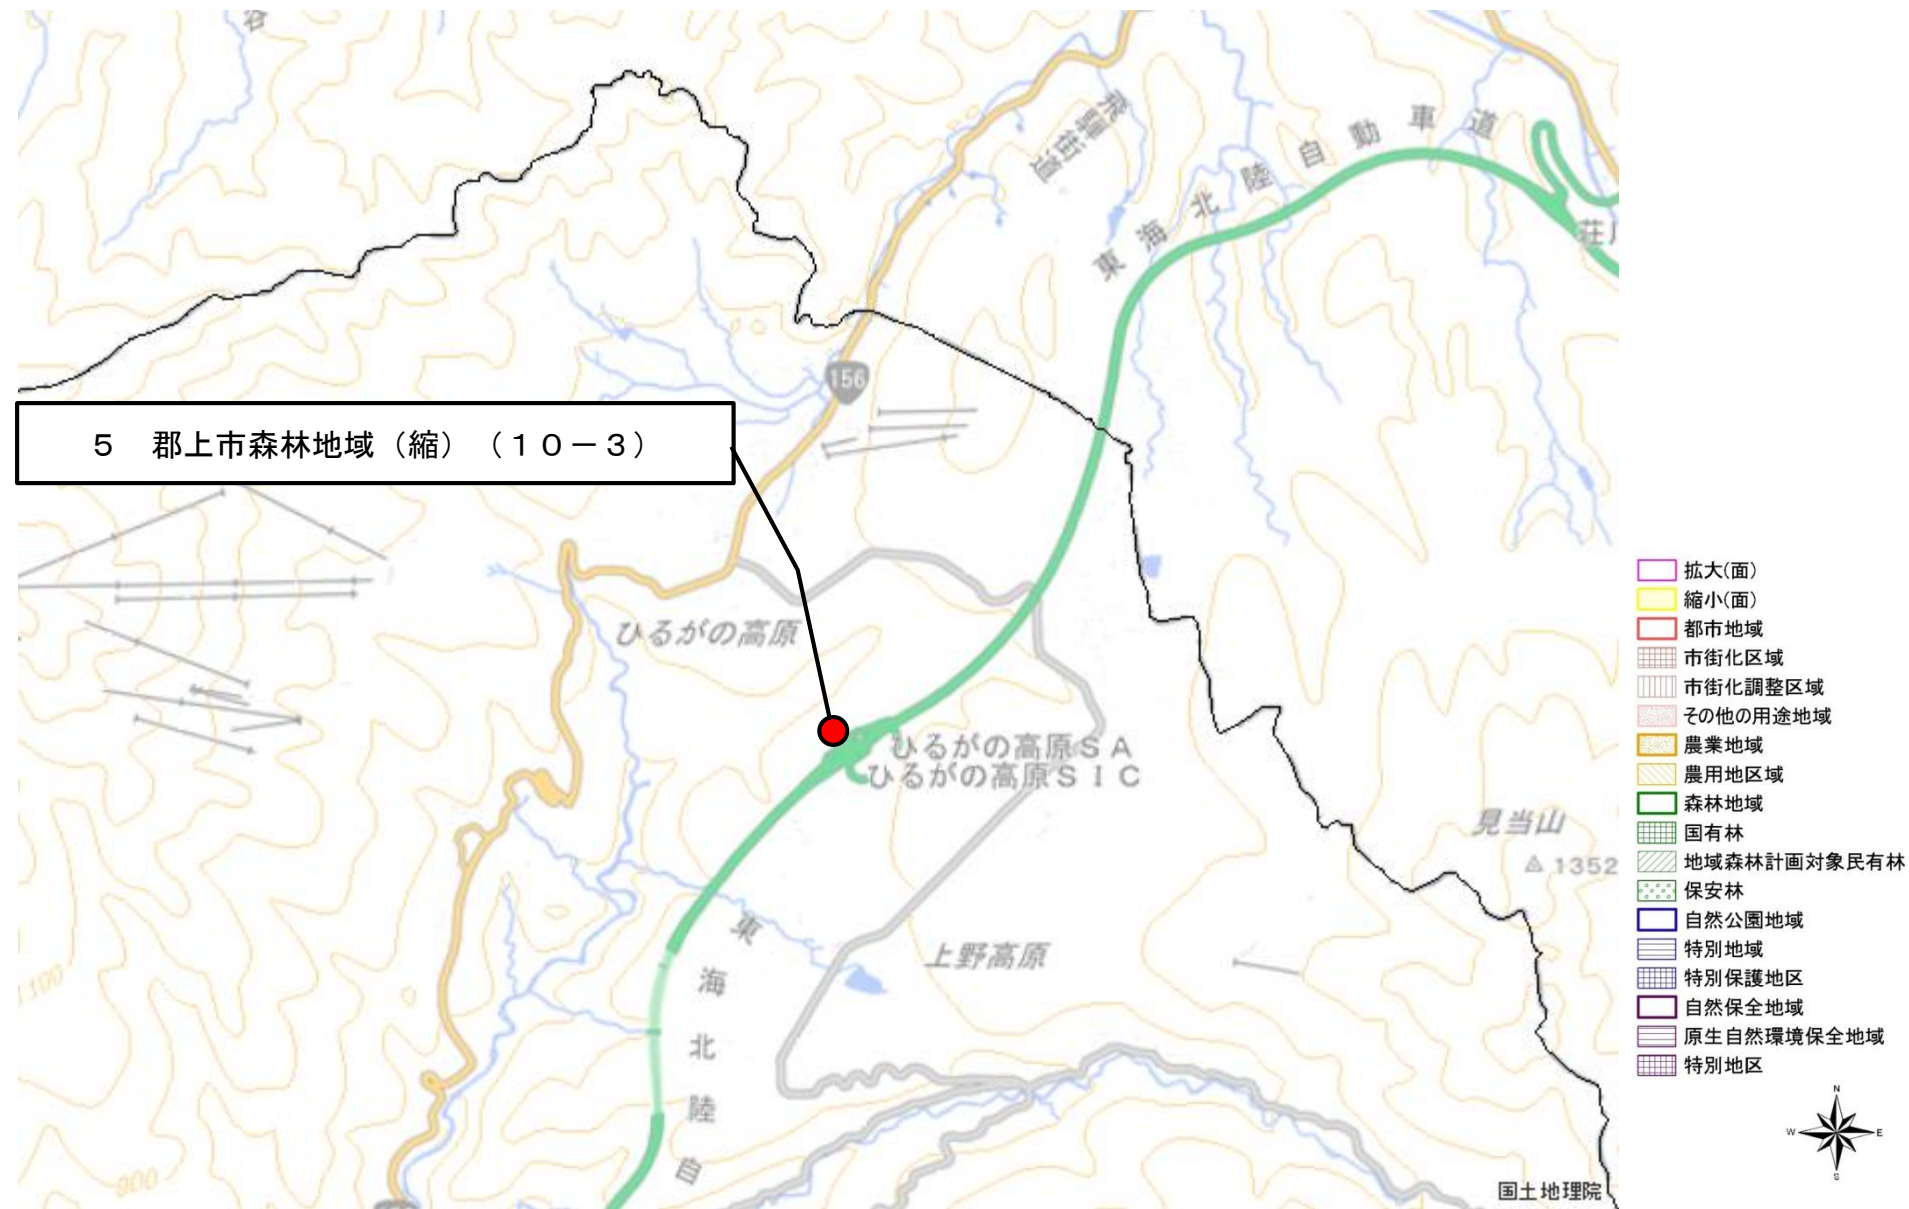 谷
飛騨街道
東海北陸自動車道
荘川
156
5 郡上市森林地域（縮）（10－3）
ひるがの高原
ひるがの高原SA
ひるがの高原SIC
見当山
1352
上野高原
東海北陸自
1100
900
国土地理院
拡大(面)
縮小(面)
都市地域
市街化区域
市街化調整区域
その他の用途地域
農業地域
農用地区域
森林地域
国有林
地域森林計画対象民有林
保安林
自然公園地域
特別地域
特別保護地区
自然保全地域
原生自然環境保全地域
特別地区
N
W
E
S